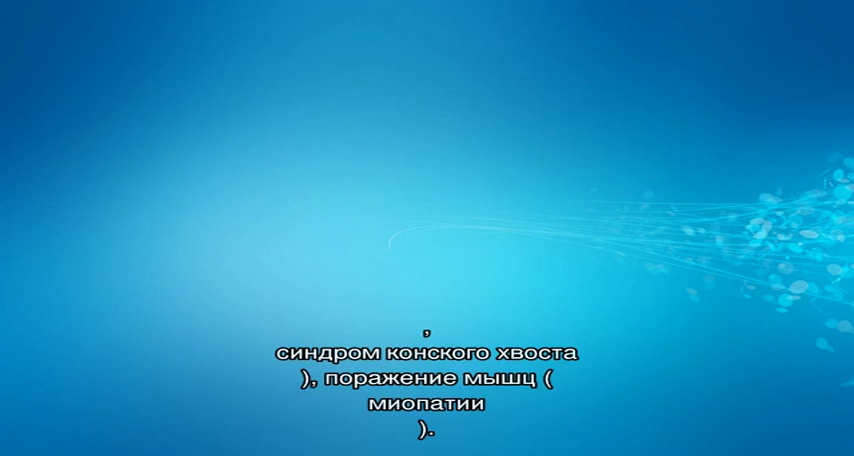 ,
синдром конского хвоста
), поражение мышц (
миопатии
).